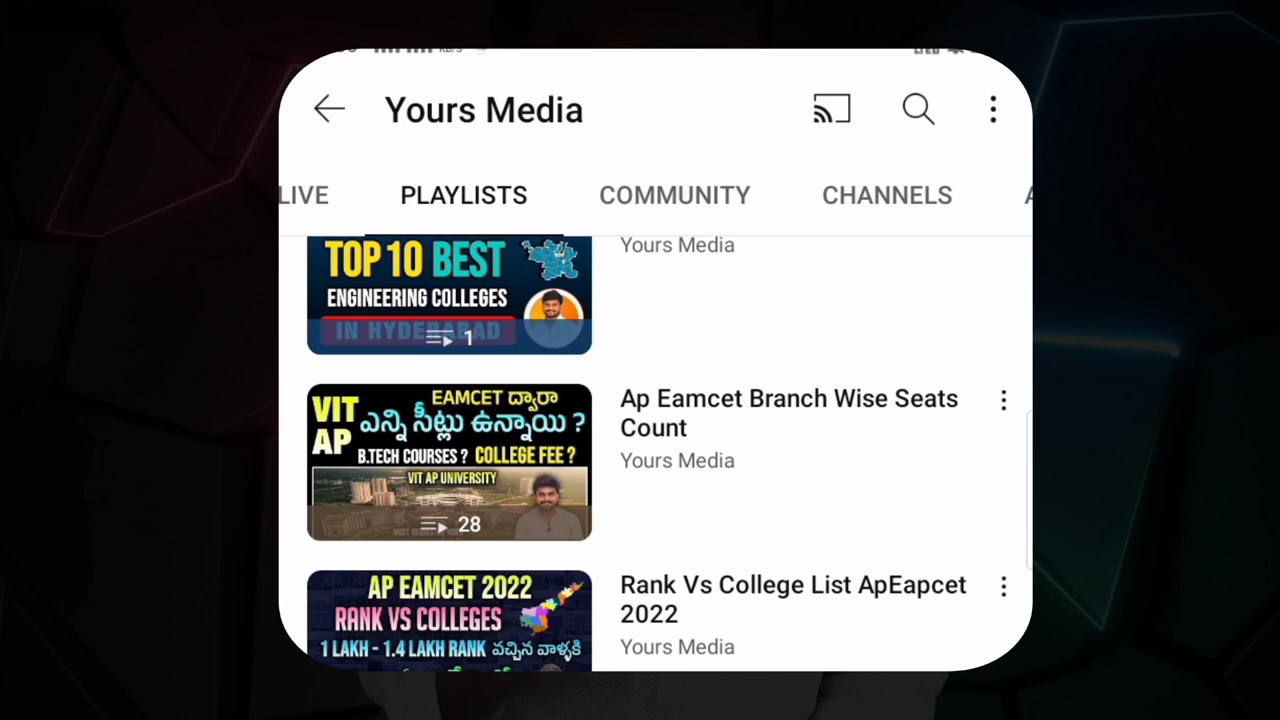 Yours Media
LIVE
PLAYLISTS
COMMUNITY
CHANNELS
TOP 10 BEST
ENGINEERING COLLEGES
IN HYDERABAD
1
Yours Media
VIT
AP
EAMCET ద్వారా
ఎన్ని సీట్లు ఉన్నాయి ?
B.TECH COURSES ? COLLEGE FEE ?
VIT AP UNIVERSITY
28
Ap Eamcet Branch Wise Seats
Count
Yours Media
AP EAMCET 2022
RANK VS COLLEGES
1 LAKH - 1.4 LAKH RANK వచ్చిన వాళ్ళకి
Rank Vs College List ApEapcet
2022
Yours Media